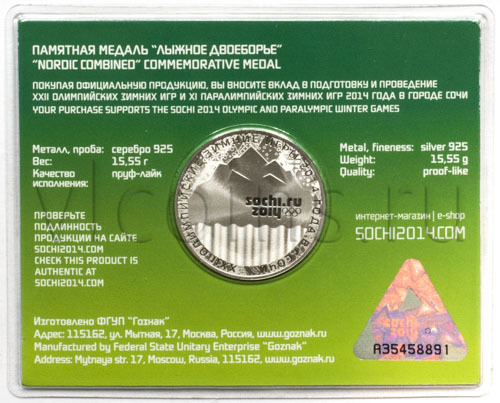 ПАМЯТНАЯ МЕДАЛЬ "ЛЫЖНОЕ ДВОЕБОРЬЕ"
"NORDIC COMBINED" COMMEMORATIVE MEDAL
ПОКУПАЯ ОФИЦИАЛЬНУЮ ПРОДУКЦИЮ, ВЫ ВНОСИТЕ ВКЛАД В ПОДГОТОВКУ И ПРОВЕДЕНИЕ
XXII ОЛИМПИЙСКИХ ЗИМНИХ ИГР И XI ПАРАЛИМПИЙСКИХ ЗИМНИХ ИГР 2014 ГОДА В ГОРОДЕ СОЧИ
YOUR PURCHASE SUPPORTS THE SOCHI 2014 OLYMPIC AND PARALYMPIC WINTER GAMES
Металл, проба: серебро 925
Вес: 15,55 г
Качество исполнения: пруф-лайк
Metal, fineness: silver 925
Weight: 15,55 g
Quality: proof-like
ПРОВЕРЬТЕ
ПОДЛИННОСТЬ
ПРОДУКЦИИ НА САЙТЕ
SOCHI2014.COM
CHECK THIS PRODUCT IS
AUTHENTIC AT
SOCHI2014.COM
sochi.ru
2014
ИНТЕРНЕТ-МАГАЗИН | e-SHOP
SOCHI2014.COM
sochi.ru
2014
A35458891
Изготовлено ФГУП "Гознак"
Адрес: 115162, ул. Мытная, 17, Москва, Россия, www.goznak.ru
Manufactured by Federal State Unitary Enterprise "Goznak"
Address: Mytnaya str. 17, Moscow, Russia, 115162, www.goznak.ru